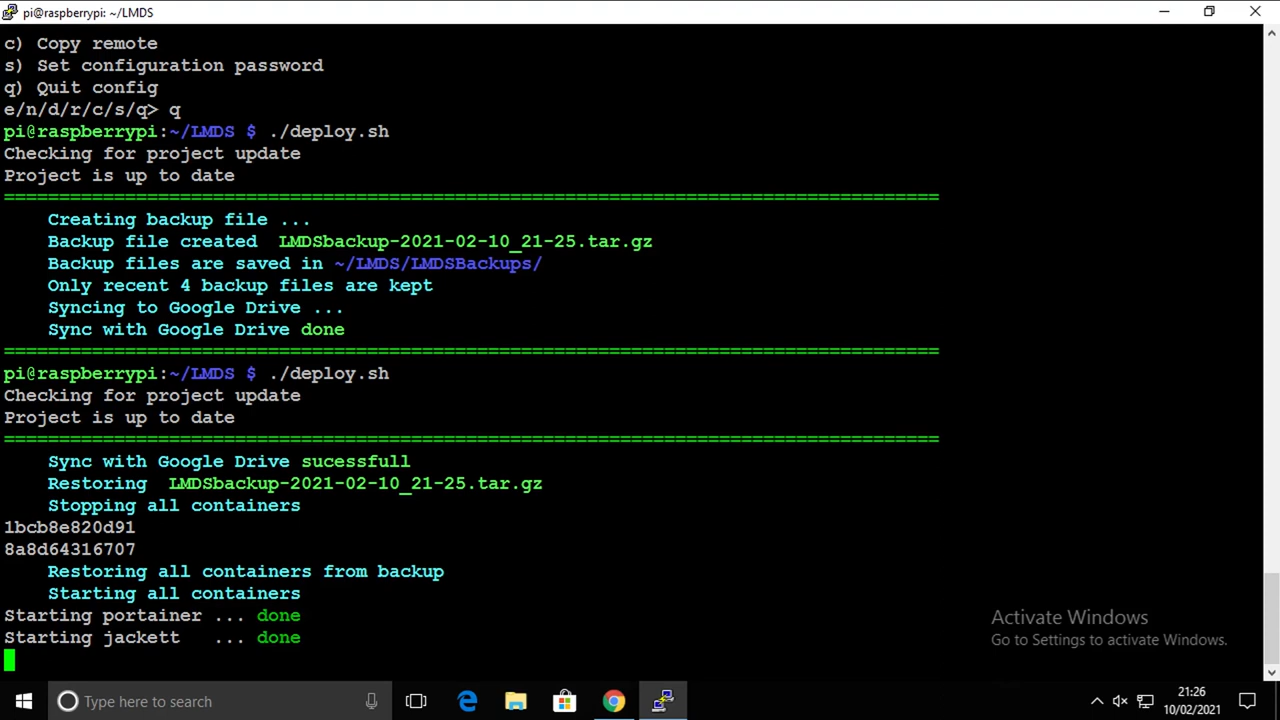 pi@raspberrypi: ~/LMDS
c) Copy remote
s) Set configuration password
q) Quit config
e/n/d/r/c/s/q> q
pi@raspberrypi:~/LMDS $ ./deploy.sh
Checking for project update
Project is up to date
=====================================================================================
Creating backup file ...
Backup file created  LMDSbackup-2021-02-10_21-25.tar.gz
Backup files are saved in ~/LMDS/LMDSBackups/
Only recent 4 backup files are kept
Syncing to Google Drive ...
Sync with Google Drive done
=====================================================================================
pi@raspberrypi:~/LMDS $ ./deploy.sh
Checking for project update
Project is up to date
=====================================================================================
Sync with Google Drive sucessfull
Restoring  LMDSbackup-2021-02-10_21-25.tar.gz
Stopping all containers
1bcb8e820d91
8a8d64316707
Restoring all containers from backup
Starting all containers
Starting portainer ... done
Starting jackett   ... done
Activate Windows
Go to Settings to activate Windows.
Type here to search
21:26
10/02/2021